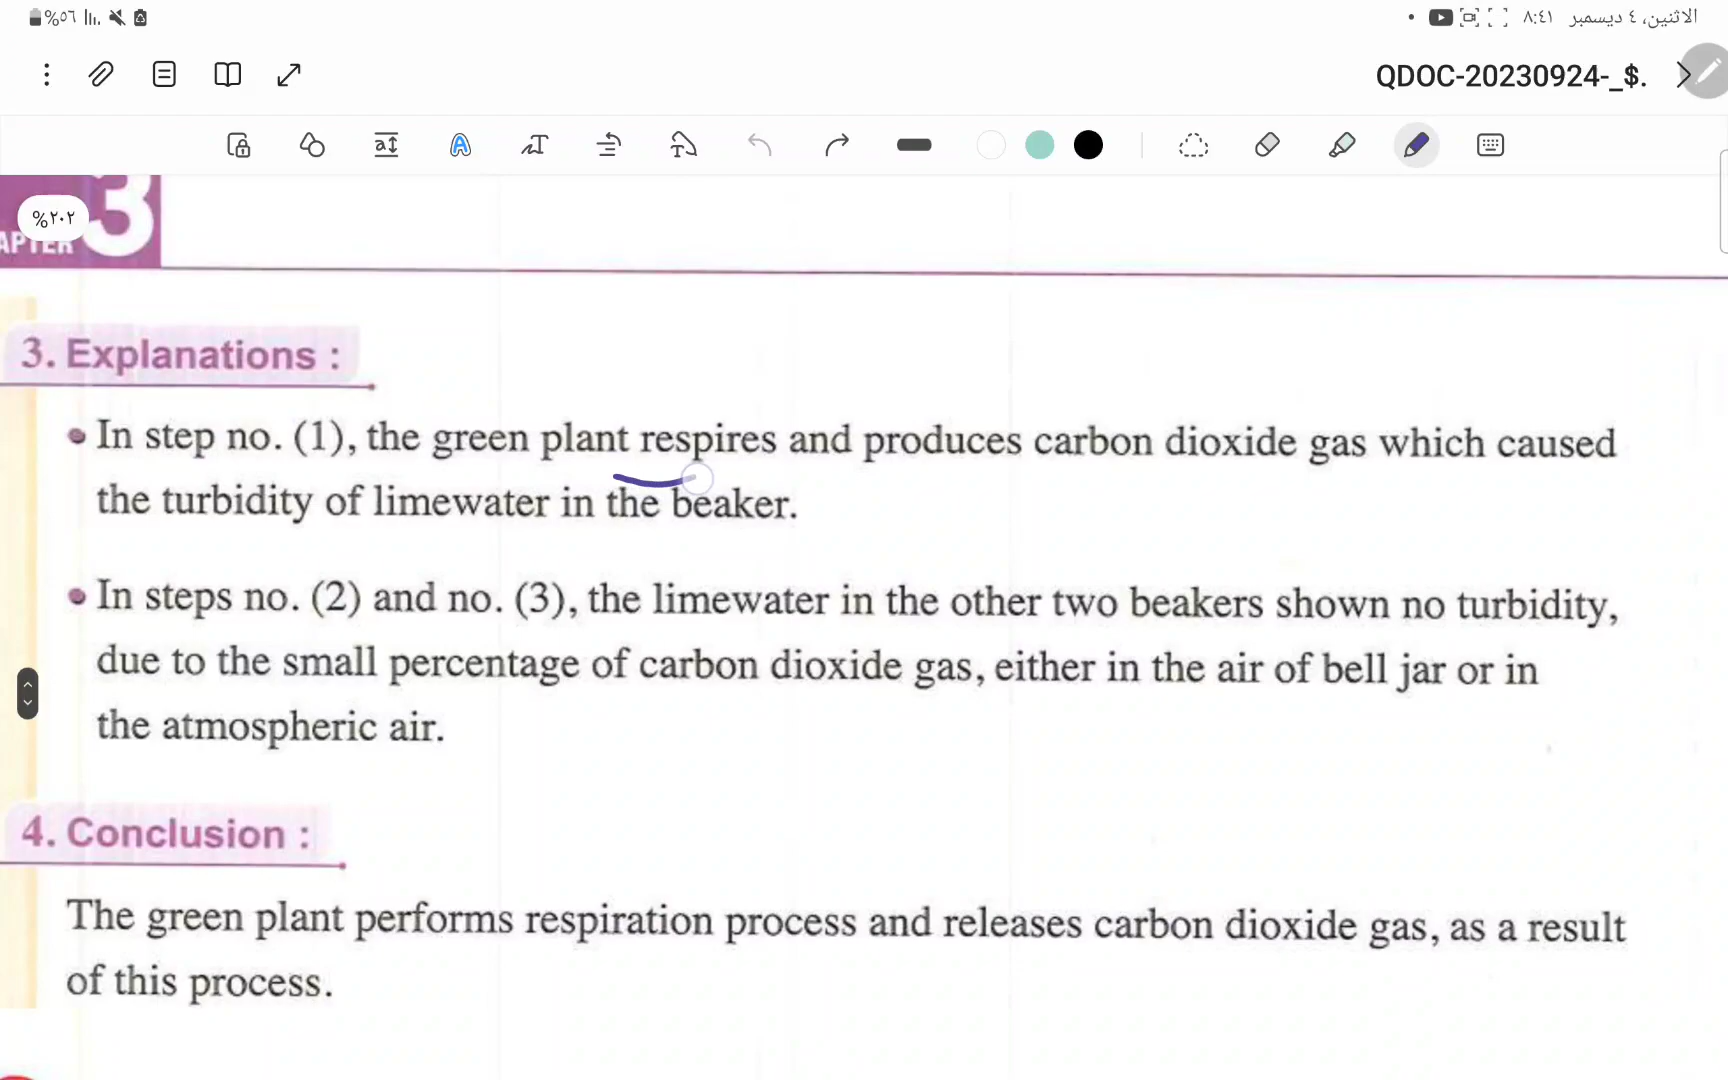 %٥٦
الاثنين، ٤ ديسمبر ٨:٤١
QDOC-20230924-_$.
%٢٠٢
3
APTER
3. Explanations :
• In step no. (1), the green plant respires and produces carbon dioxide gas which caused
the turbidity of limewater in the beaker.
• In steps no. (2) and no. (3), the limewater in the other two beakers shown no turbidity,
due to the small percentage of carbon dioxide gas, either in the air of bell jar or in
the atmospheric air.
4. Conclusion :
The green plant performs respiration process and releases carbon dioxide gas, as a result
of this process.